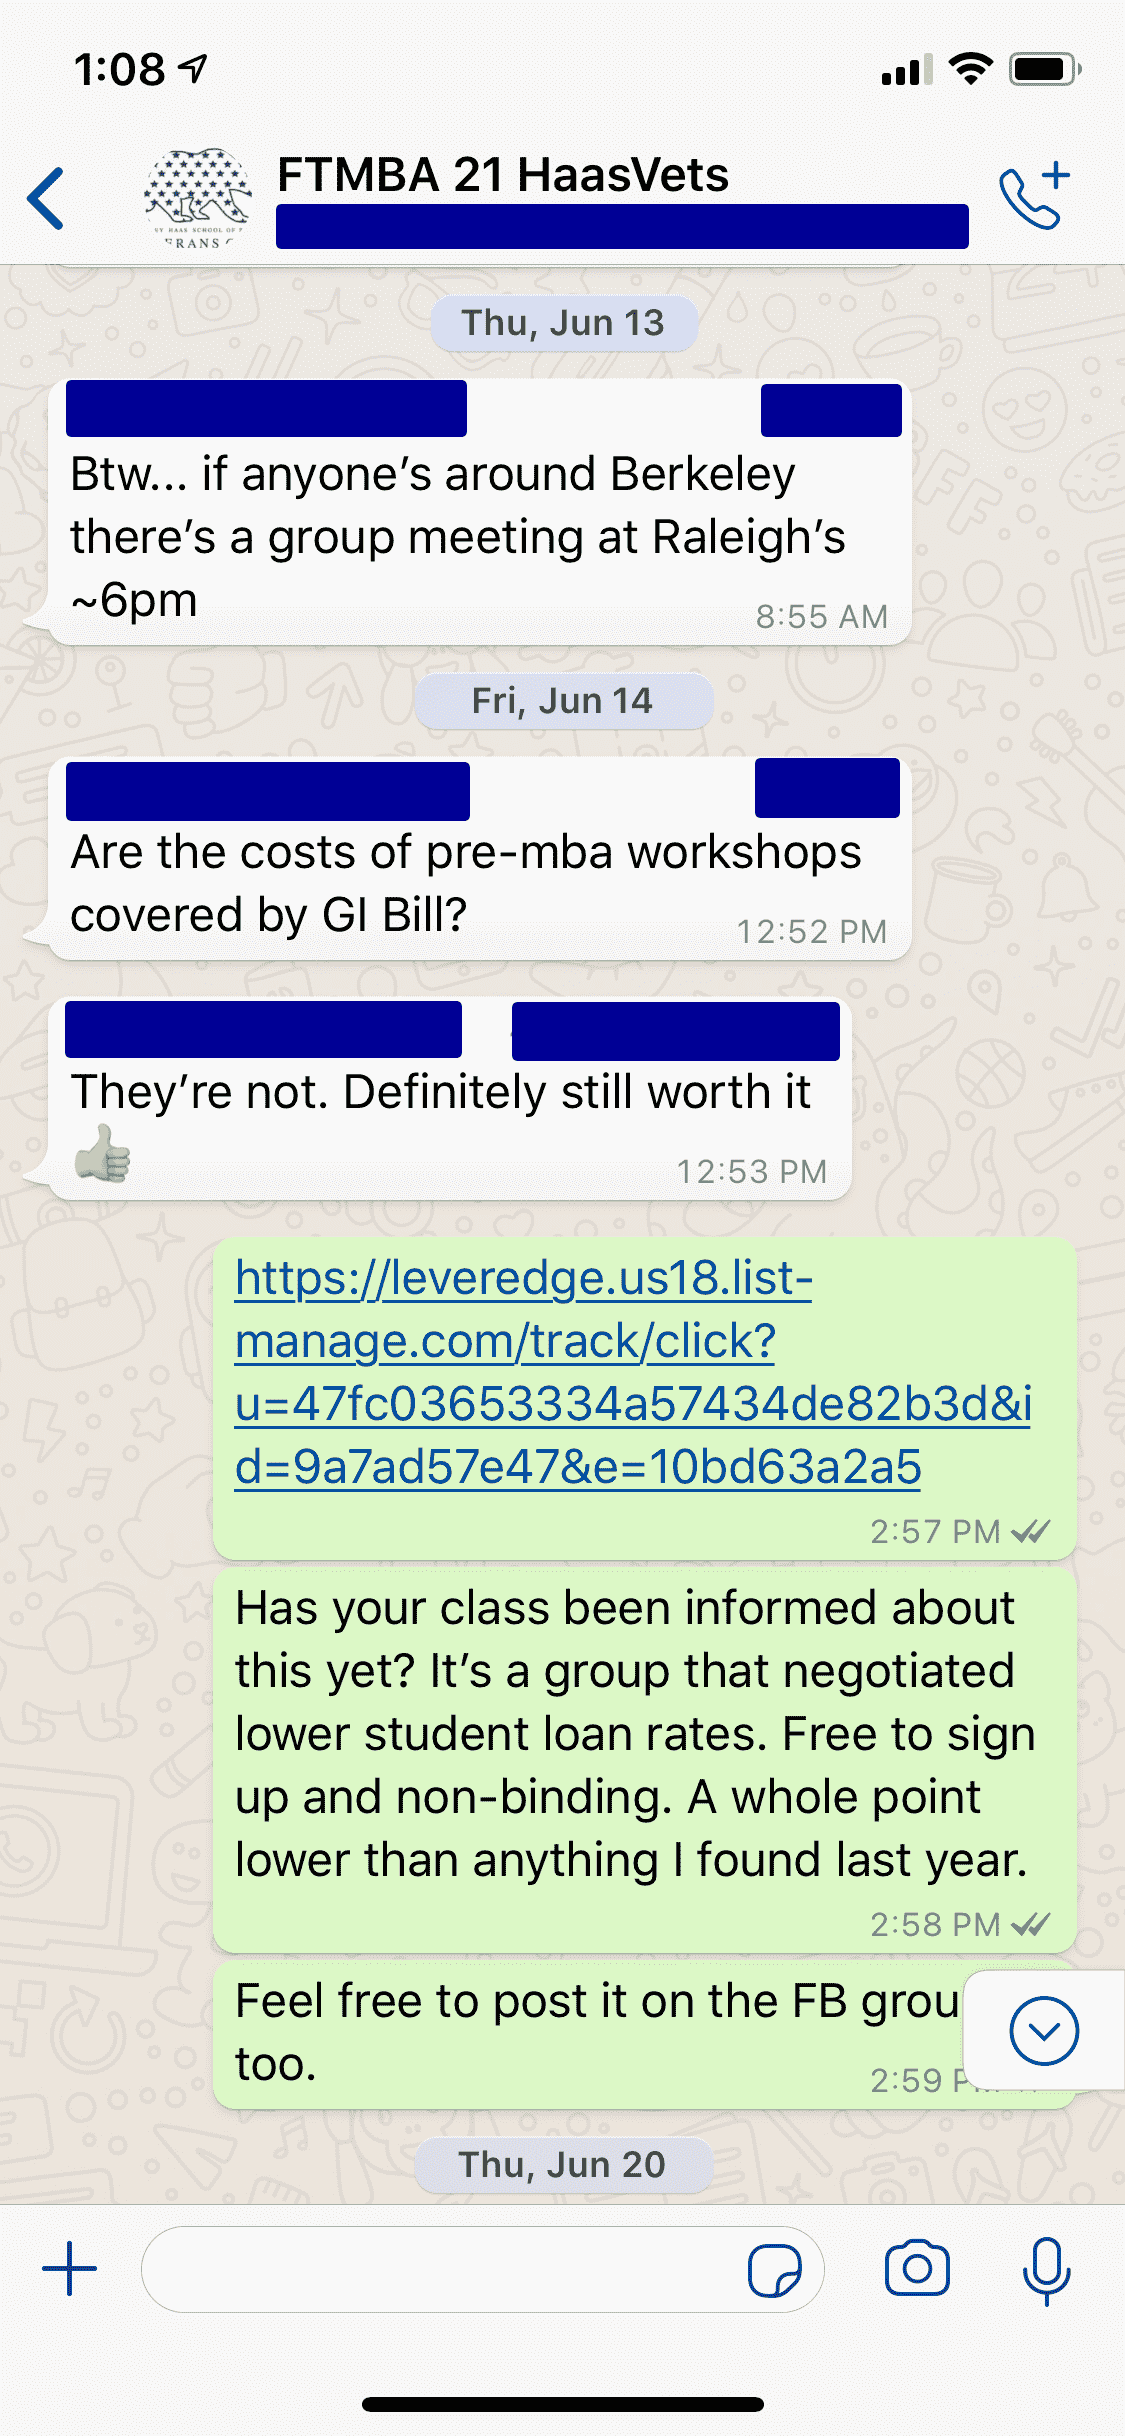 1:08
FTMBA 21 HaasVets
Thu, Jun 13
Btw... if anyone’s around Berkeley
there’s a group meeting at Raleigh’s
~6pm
8:55 AM
Fri, Jun 14
Are the costs of pre-mba workshops
covered by GI Bill?
12:52 PM
They’re not. Definitely still worth it
👍
12:53 PM
https://leveredge.us18.list-
manage.com/track/click?
u=47fc03653334a57434de82b3d&i
d=9a7ad57e47&e=10bd63a2a5
2:57 PM
Has your class been informed about
this yet? It’s a group that negotiated
lower student loan rates. Free to sign
up and non-binding. A whole point
lower than anything I found last year.
2:58 PM
Feel free to post it on the FB grou
too.
2:59 P
Thu, Jun 20